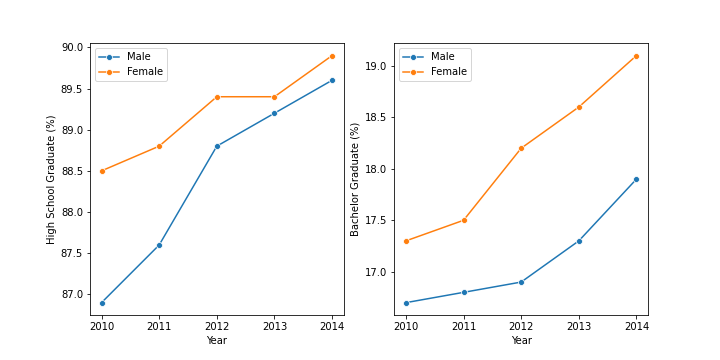 Male
Female
90.0
89.5
89.0
88.5
88.0
87.5
87.0
High School Graduate (%)
2010 2011 2012 2013 2014
Year
Male
Female
19.0
18.5
18.0
17.5
17.0
Bachelor Graduate (%)
2010 2011 2012 2013 2014
Year